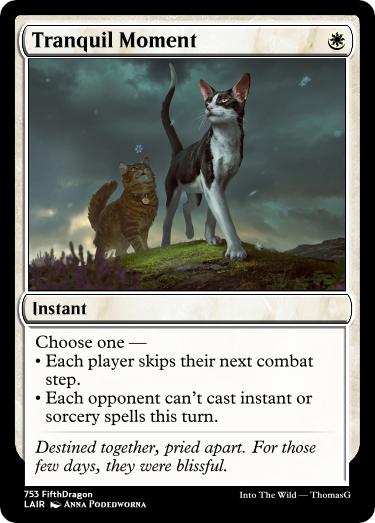 Tranquil Moment
Instant
Choose one —
• Each player skips their next combat
step.
• Each opponent can't cast instant or
sorcery spells this turn.
Destined together, pried apart. For those
few days, they were blissful.
753 FifthDragon
LAIR Anna Podedworna
Into The Wild — ThomasG